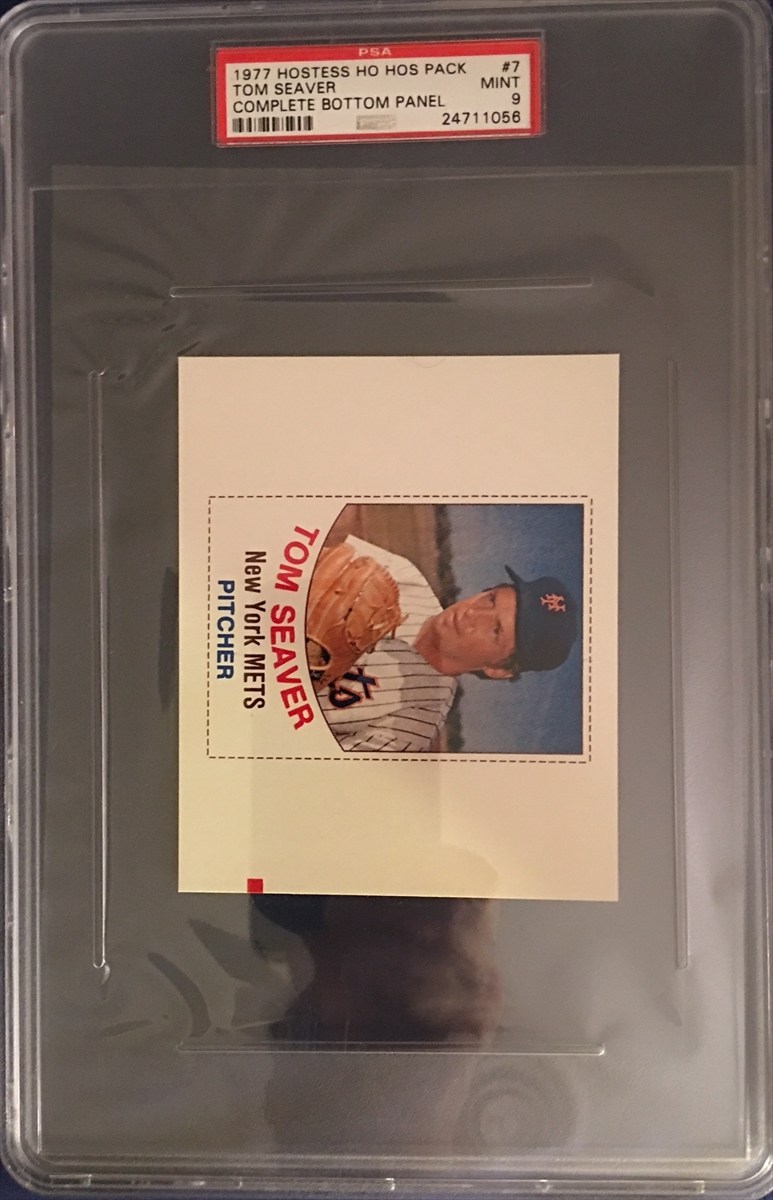 PSA
1977 HOSTESS HO HOS PACK #7
TOM SEAVER MINT
COMPLETE BOTTOM PANEL 9
24711056
TOM SEAVER
New York METS
PITCHER